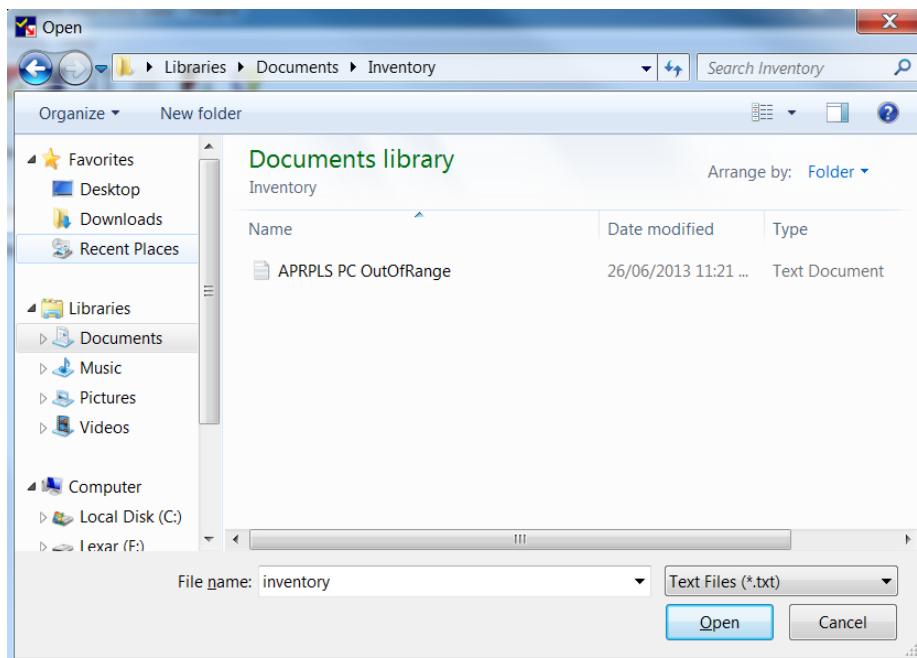 Open
Libraries Documents Inventory
Search Inventory
Organize New folder
Favorites
Desktop
Downloads
Recent Places
Libraries
Documents
Music
Pictures
Videos
Computer
Local Disk (C:)
Lexar (F:)
Documents library
Inventory
Arrange by: Folder
Name Date modified Type
APRPLS PC OutOfRange 26/06/2013 11:21 ... Text Document
File name: inventory
Text Files (*.txt)
Open Cancel